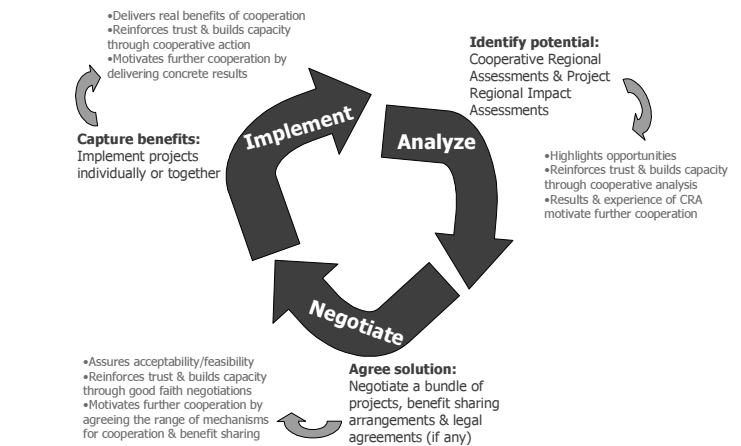 •Delivers real benefits of cooperation
•Reinforces trust & builds capacity
through cooperative action
•Motivates further cooperation by
delivering concrete results
Identify potential:
Cooperative Regional
Assessments & Project
Regional Impact
Assessments
Implement
Analyze
Capture benefits:
Implement projects
individually or together
•Highlights opportunities
•Reinforces trust & builds capacity
through cooperative analysis
•Results & experience of CRA
motivate further cooperation
Negotiate
•Assures acceptability/feasibility
•Reinforces trust & builds capacity
through good faith negotiations
•Motivates further cooperation by
agreeing the range of mechanisms
for cooperation & benefit sharing
Agree solution:
Negotiate a bundle of
projects, benefit sharing
arrangements & legal
agreements (if any)